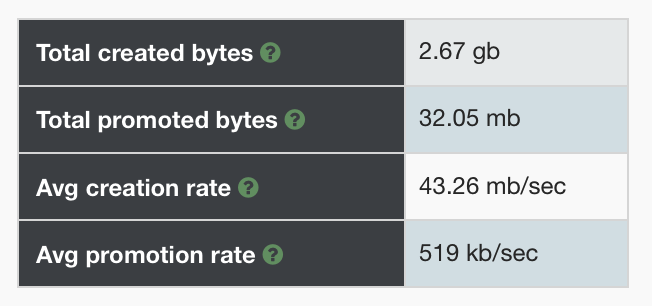 Total created bytes ? 2.67 gb
Total promoted bytes ? 32.05 mb
Avg creation rate ? 43.26 mb/sec
Avg promotion rate ? 519 kb/sec